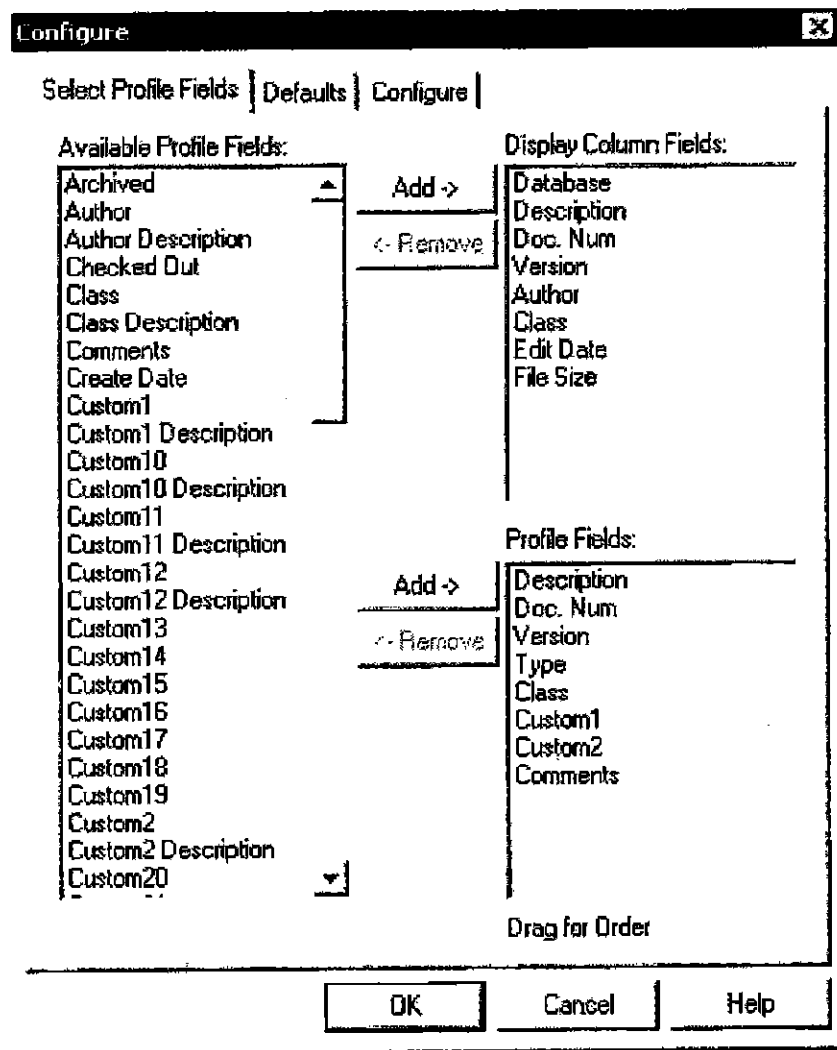 Configure
Select Profile Fields
Defaults
Configure
Available Profile Fields:
Archived
Author
Author Description
Checked Out
Class
Class Description
Comments
Create Date
Custom1
Custom1 Description
Custom10
Custom10 Description
Custom11
Custom11 Description
Custom12
Custom12 Description
Custom13
Custom14
Custom15
Custom16
Custom17
Custom18
Custom19
Custom2
Custom2 Description
Custom20
Add ->
<- Remove
Display Column Fields:
Database
Description
Doc. Num
Version
Author
Class
Edit Date
File Size
Add ->
<- Remove
Profile Fields:
Description
Doc. Num
Version
Type
Class
Custom1
Custom2
Comments
Drag for Order
OK
Cancel
Help